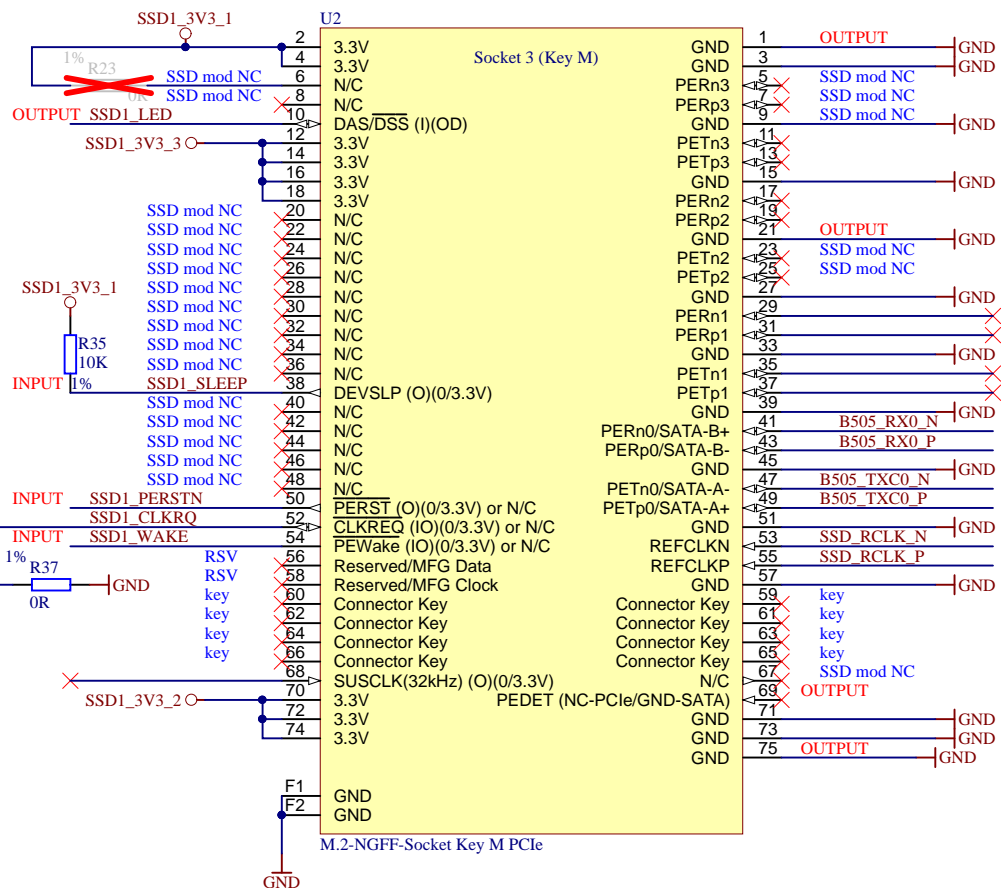 SSD1_3V3_1
U2
Socket 3 (Key M)
2 3.3V GND 1 OUTPUT GND
4 3.3V GND 3 GND
1% R23 0R SSD mod NC 6 N/C PERn3 5 SSD mod NC
SSD mod NC 8 N/C PERp3 7 SSD mod NC
OUTPUT SSD1_LED 10 DAS/DSS (I)(OD) GND 9 SSD mod NC GND
SSD1_3V3_3 12 3.3V PETn3 11
14 3.3V PETp3 13
16 3.3V GND 15 GND
18 3.3V PERn2 17
SSD mod NC 20 N/C PERp2 19
SSD mod NC 22 N/C GND 21 OUTPUT GND
SSD mod NC 24 N/C PETn2 23 SSD mod NC
SSD mod NC 26 N/C PETp2 25 SSD mod NC
SSD mod NC 28 N/C GND 27 GND
SSD1_3V3_1
SSD mod NC 30 N/C PERn1 29
SSD mod NC 32 N/C PERp1 31
R35 SSD mod NC 34 N/C GND 33 GND
10K SSD mod NC 36 N/C PETn1 35
INPUT 1% SSD1_SLEEP 38 DEVSLP (O)(0/3.3V) PETp1 37
SSD mod NC 40 N/C GND 39 GND
SSD mod NC 42 N/C PERn0/SATA-B+ 41 B505_RX0_N
SSD mod NC 44 N/C PERp0/SATA-B- 43 B505_RX0_P
SSD mod NC 46 N/C GND 45 GND
SSD mod NC 48 N/C PETn0/SATA-A- 47 B505_TXC0_N
INPUT SSD1_PERSTN 50 PERST (O)(0/3.3V) or N/C PETp0/SATA-A+ 49 B505_TXC0_P
SSD1_CLKRQ 52 CLKREQ (IO)(0/3.3V) or N/C GND 51 GND
INPUT SSD1_WAKE 54 PEWake (IO)(0/3.3V) or N/C REFCLKN 53 SSD_RCLK_N
1% RSV 56 Reserved/MFG Data REFCLKP 55 SSD_RCLK_P
R37 0R GND RSV 58 Reserved/MFG Clock GND 57 GND
key 60 Connector Key Connector Key 59 key
key 62 Connector Key Connector Key 61 key
key 64 Connector Key Connector Key 63 key
key 66 Connector Key Connector Key 65 key
68 SUSCLK(32kHz) (O)(0/3.3V) N/C 67 SSD mod NC
SSD1_3V3_2 70 3.3V PEDET (NC-PCIe/GND-SATA) 69 OUTPUT
72 3.3V GND 71 GND
74 3.3V GND 73 GND
GND 75 OUTPUT GND
F1 GND
F2 GND
M.2-NGFF-Socket Key M PCIe
GND